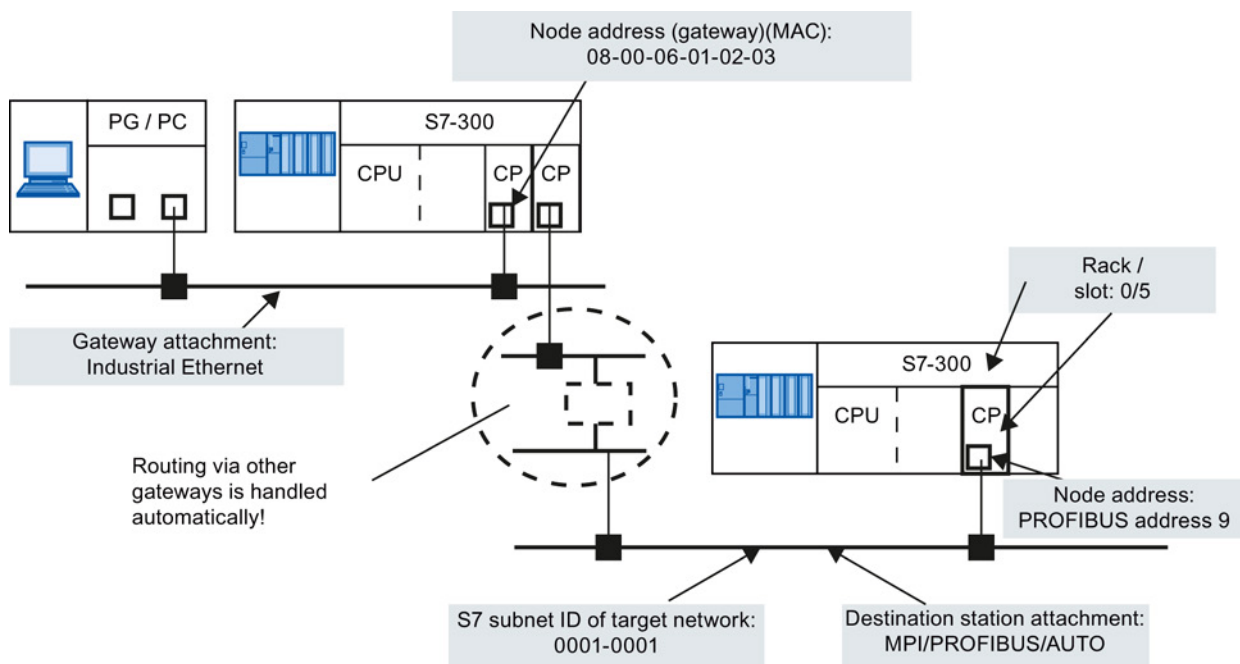 Node address (gateway)(MAC):
08-00-06-01-02-03
PG / PC
S7-300
CPU
CP
CP
Gateway attachment:
Industrial Ethernet
Rack /
slot: 0/5
S7-300
CPU
CP
Routing via other
gateways is handled
automatically!
Node address:
PROFIBUS address 9
S7 subnet ID of target network:
0001-0001
Destination station attachment:
MPI/PROFIBUS/AUTO